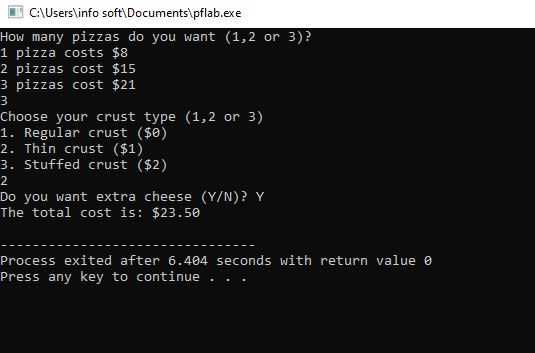 C:\Users\info soft\Documents\pflab.exe
How many pizzas do you want (1,2 or 3)?
1 pizza costs $8
2 pizzas cost $15
3 pizzas cost $21
3
Choose your crust type (1,2 or 3)
1. Regular crust ($0)
2. Thin crust ($1)
3. Stuffed crust ($2)
2
Do you want extra cheese (Y/N)? Y
The total cost is: $23.50
--------------------------------
Process exited after 6.404 seconds with return value 0
Press any key to continue . . .